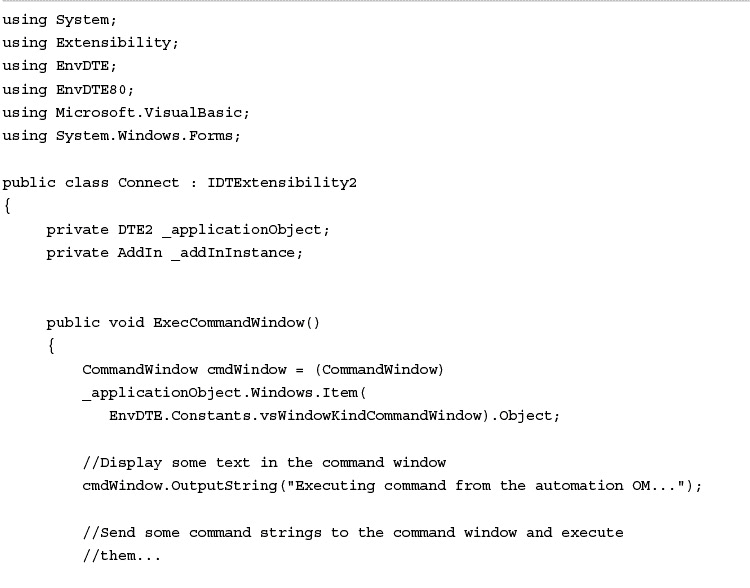 using System;
using Extensibility;
using EnvDTE;
using EnvDTE80;
using Microsoft.VisualBasic;
using System.Windows.Forms;
public class Connect : IDTExtensibility2
{
private DTE2 _applicationObject;
private AddIn _addInInstance;
public void ExecCommandWindow()
{
CommandWindow cmdWindow = (CommandWindow)
_applicationObject.Windows.Item(
EnvDTE.Constants.vsWindowKindCommandWindow).Object;
//Display some text in the command window
cmdWindow.OutputString("Executing command from the automation OM...");
//Send some command strings to the command window and execute
//them...